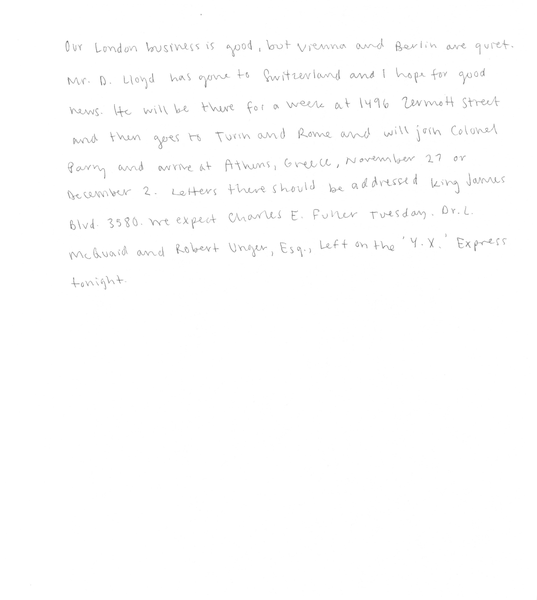 Our London business is good, but Vienna and Berlin are quiet.
Mr. D. Lloyd has gone to Switzerland and I hope for good
news. He will be there for a week at 1496 Zermott Street
and then goes to Turin and Rome and will join Colonel
Parry and arrive at Athens, Greece, November 27 or
December 2. Letters there should be addressed King James
Blvd. 3580. We expect Charles E. Fuller Tuesday. Dr. L.
McQuaid and Robert Unger, Esq., Left on the 'Y.X.' Express
tonight.